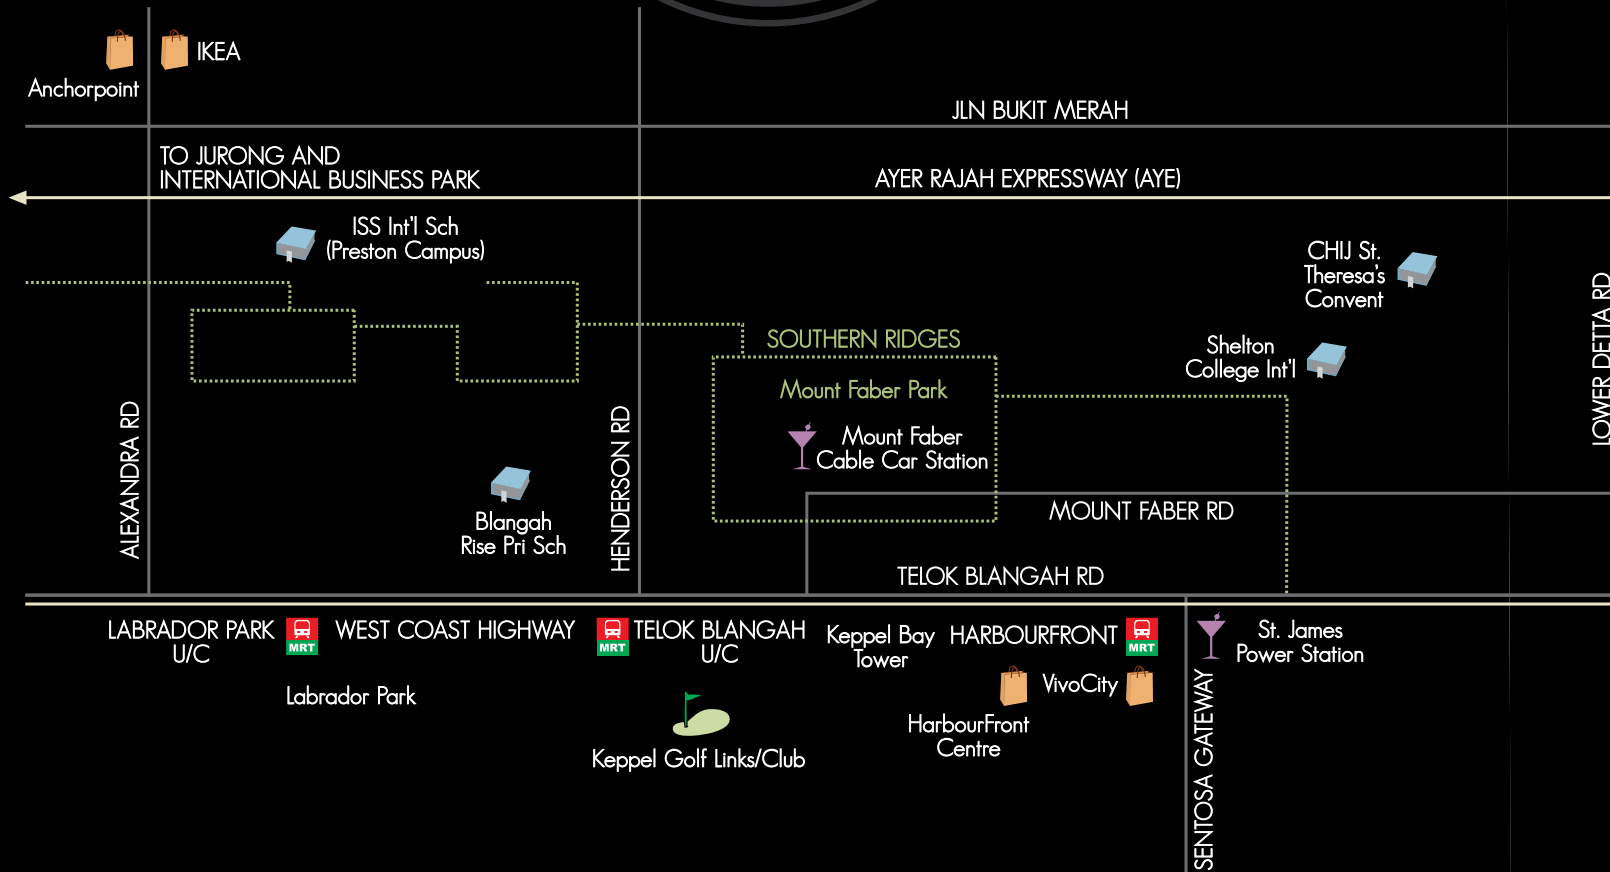 IKEA
Anchorpoint
JLN BUKIT MERAH
TO JURONG AND
INTERNATIONAL BUSINESS PARK
AYER RAJAH EXPRESSWAY (AYE)
ISS Int'l Sch
(Preston Campus)
CHIJ St.
Theresa's
Convent
LOWER DETTA RD
SOUTHERN RIDGES
Shelton
College Int'l
Mount Faber Park
Mount Faber
Cable Car Station
ALEXANDRA RD
HENDERSON RD
Blangah
Rise Pri Sch
MOUNT FABER RD
TELOK BLANGAH RD
LABRADOR PARK
U/C
MRT
WEST COAST HIGHWAY
MRT
TELOK BLANGAH
U/C
Keppel Bay
Tower
HARBOURFRONT
MRT
St. James
Power Station
Labrador Park
VivoCity
HarbourFront
Centre
Keppel Golf Links/Club
SENTOSA GATEWAY